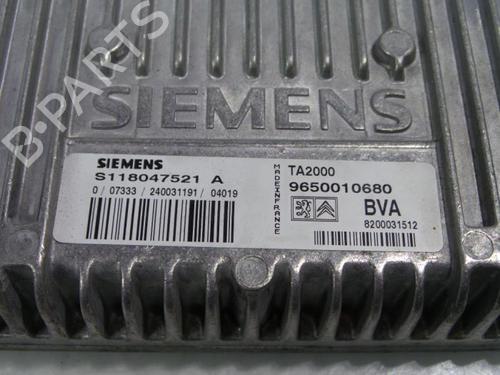 B-PARTS
SIEMENS
SIEMENS
S118047521 A
0 / 07333 / 240031191 / 04019
MADE IN FRANCE
TA2000
9650010680
BVA
8200031512